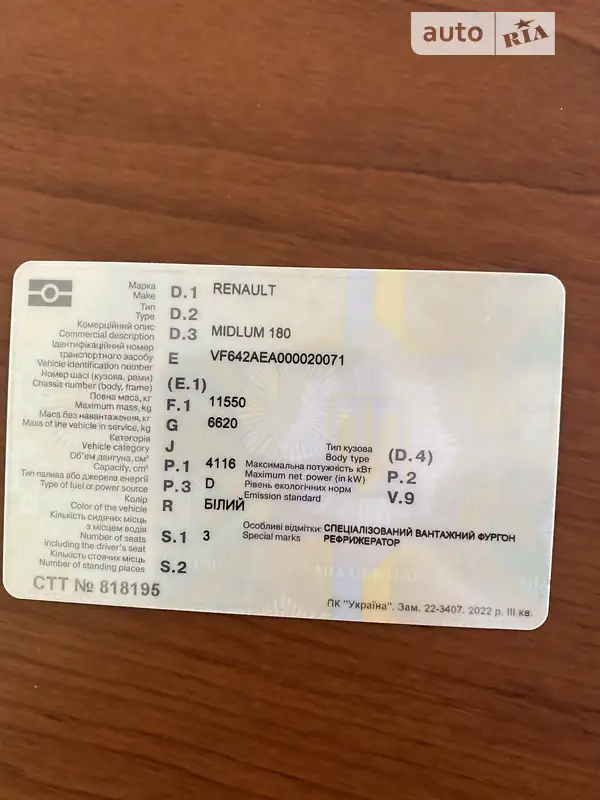 auto RIA
Марка
Make D.1 RENAULT
Тип
Type D.2
Комерційний опис
Commercial description D.3 MIDLUM 180
Ідентифікаційний номер
транспортного засобу
Vehicle identification number E VF642AEA000020071
Номер шасі (кузова, рами)
Chassis number (body, frame) (E.1)
Повна маса, кг
Maximum mass, kg F.1 11550
Маса без навантаження, кг
Mass of the vehicle in service, kg G 6620
Категорія
Vehicle category J
Тип кузова
Body type (D.4)
Об'єм двигуна, см³
Capacity, cm³ P.1 4116
Максимальна потужність кВт
Maximum net power (in kW) P.2
Тип палива або джерела енергії
Type of fuel or power source P.3 D
Рівень екологічних норм
Emission standard V.9
Колір
Color of the vehicle R БІЛИЙ
Кількість сидячих місць
з місцем водія
Number of seats
including the driver's seat S.1 3
Особливі відмітки: СПЕЦІАЛІЗОВАНИЙ ВАНТАЖНИЙ ФУРГОН
Special marks РЕФРИЖЕРАТОР
Кількість стоячих місць
Number of standing places S.2
СТТ № 818195
ПК "Україна". Зам. 22-3407. 2022 р. III кв.